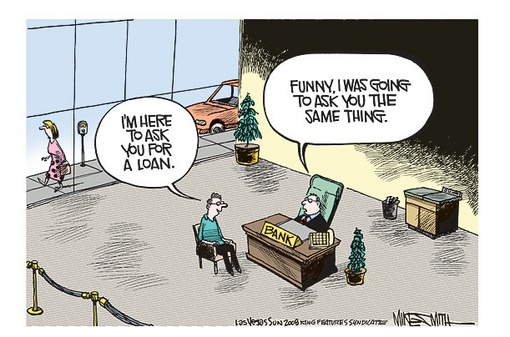 I'M HERE
TO ASK
YOU FOR
A LOAN.
FUNNY, I WAS GOING
TO ASK YOU THE
SAME THING.
BANK
LAS VEGAS SUN 2008 KING FEATURES SYNDICATE
MIKE SMITH